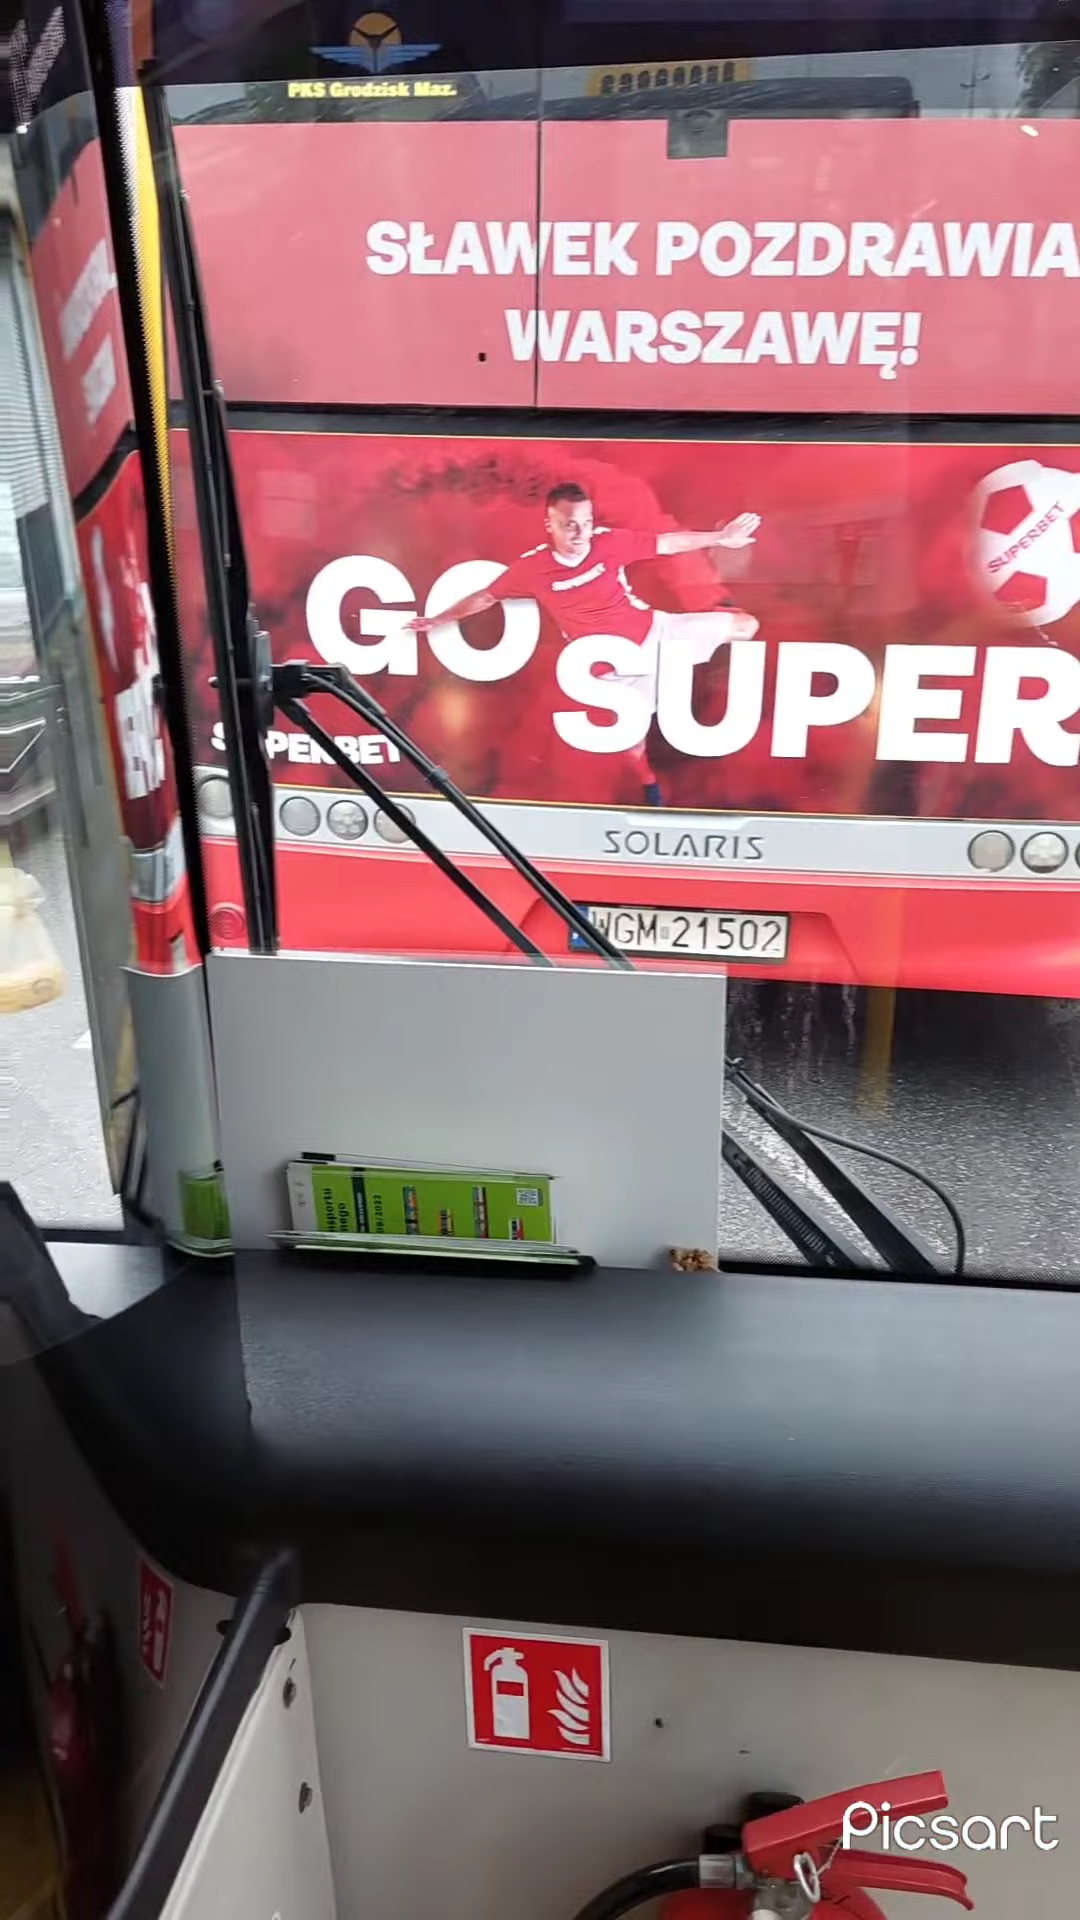 PKS Grodzisk Maz.
SŁAWEK POZDRAWIA
WARSZAWĘ!
SUPERBET
GO
SUPER
SUPERBET
SOLARIS
WGM 21502
Picsart